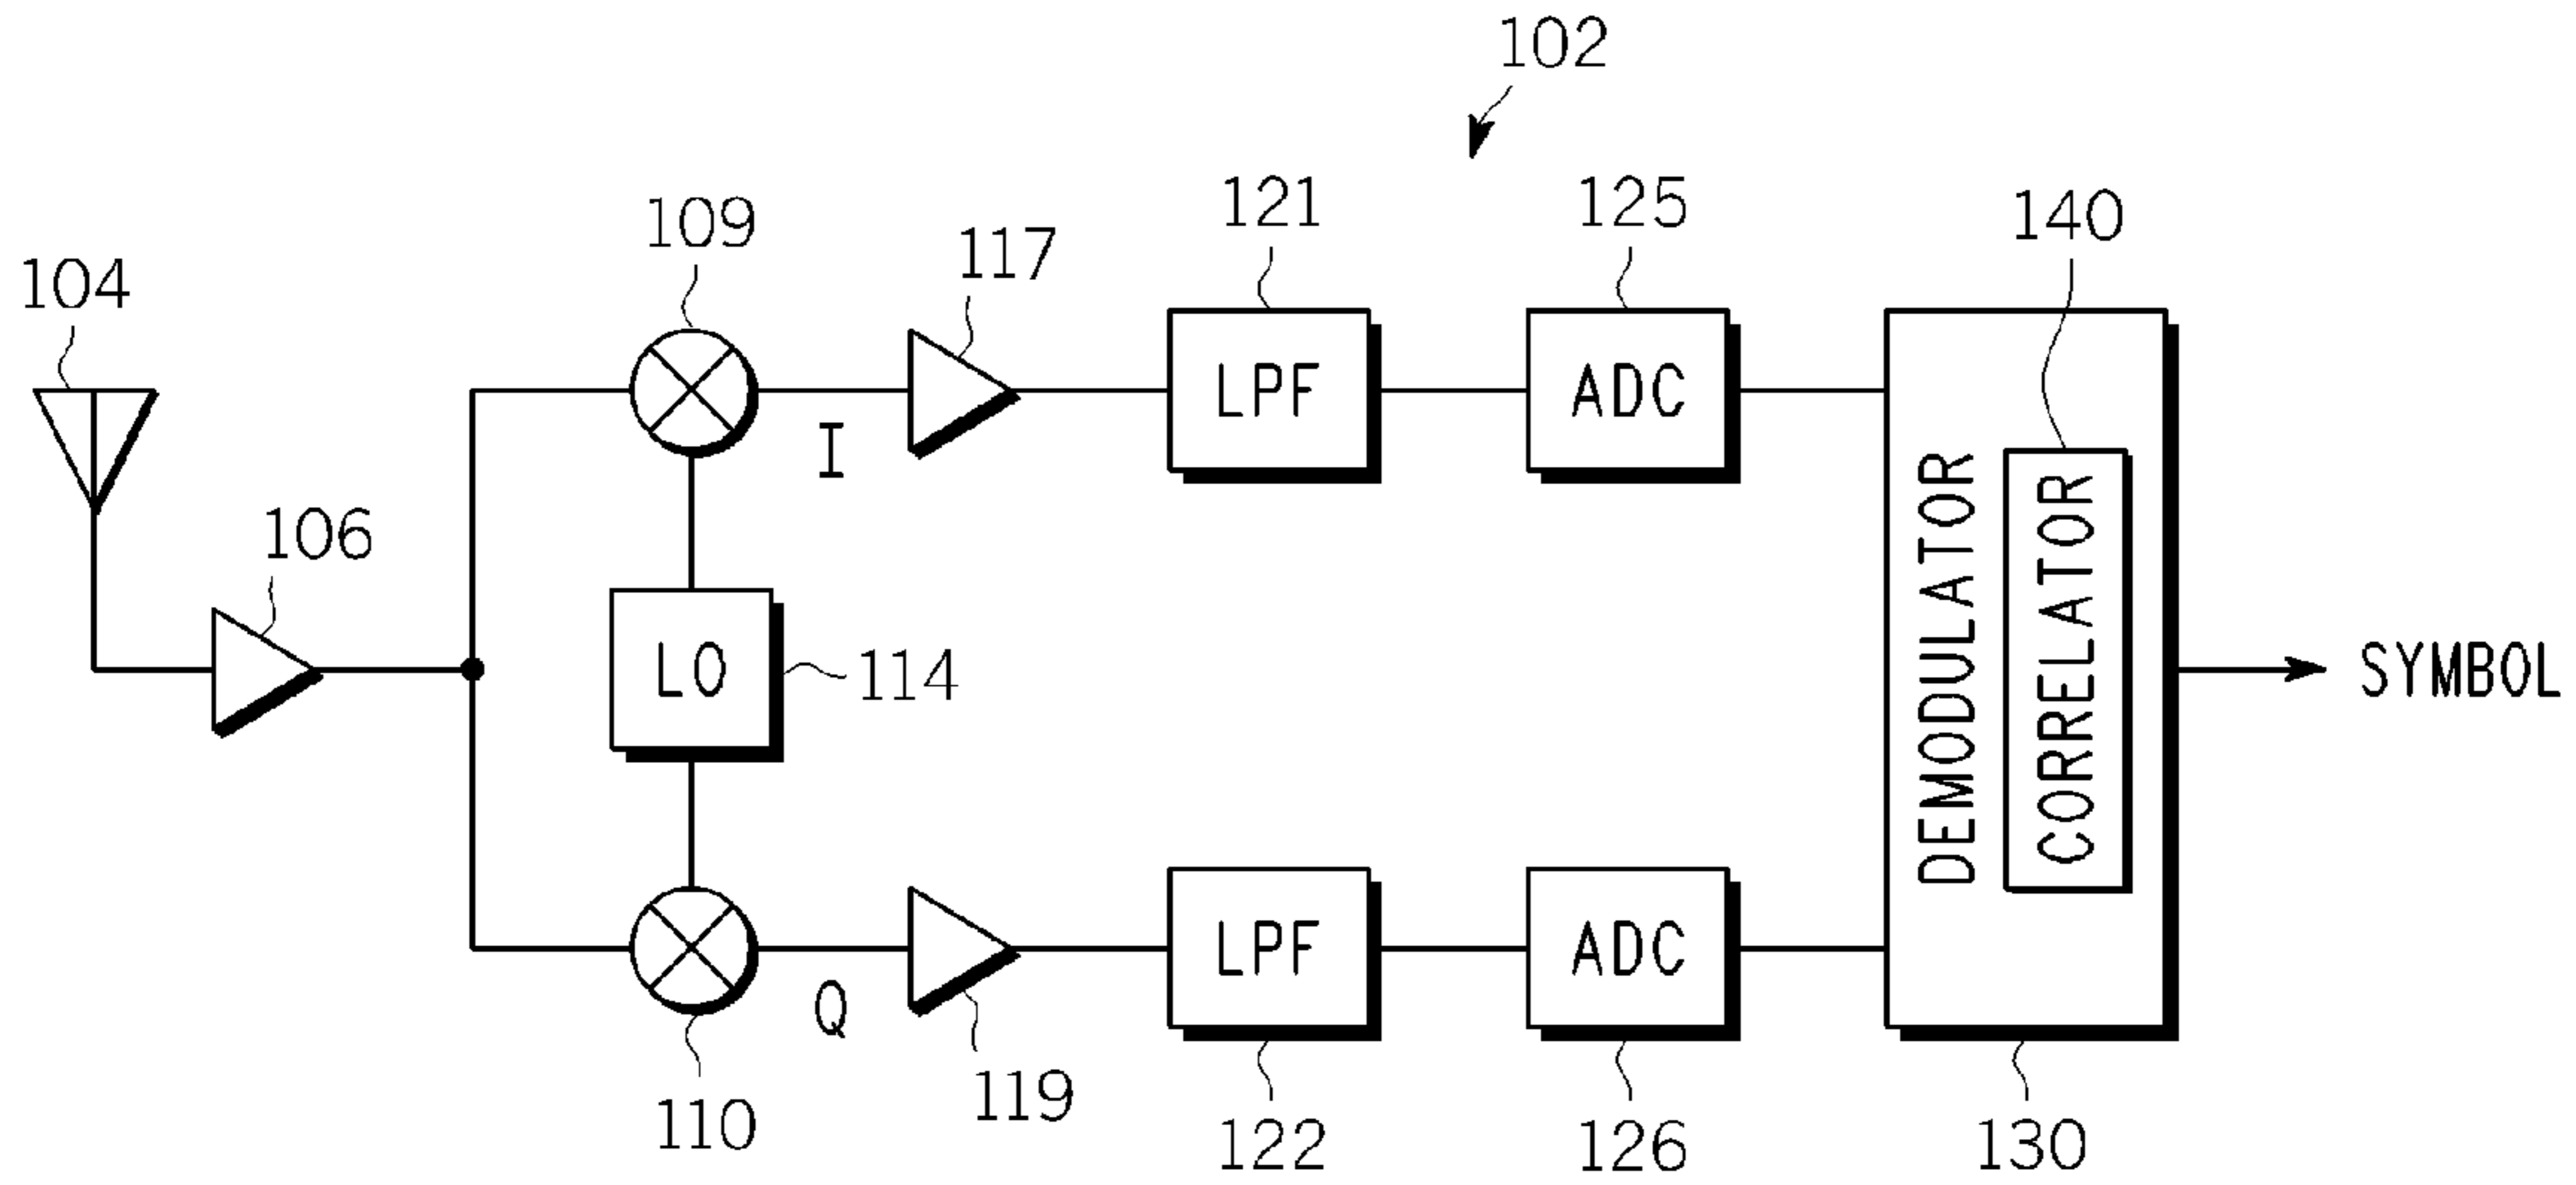 102
104
106
109
117
121
125
140
I
LPF
ADC
LO
114
DEMODULATOR
CORRELATOR
SYMBOL
Q
LPF
ADC
110
119
122
126
130